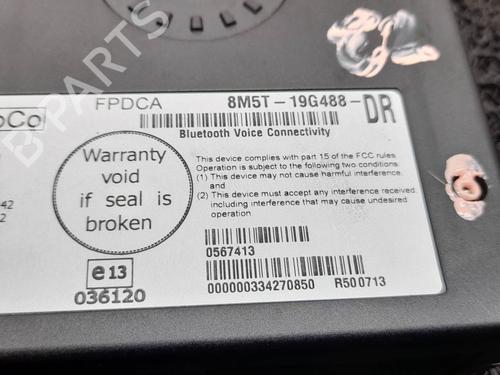 B-PARTS
oCo
FPDCA
8M5T-19G488-DR
Bluetooth Voice Connectivity
Warranty
void
if seal is
broken
This device complies with part 15 of the FCC rules.
Operation is subject to the following two conditions:
(1) This device may not cause harmful interference,
and
(2) This device must accept any interference received,
including interference that may cause undesired
operation
42
2
0567413
e13
036120
000000334270850
R500713